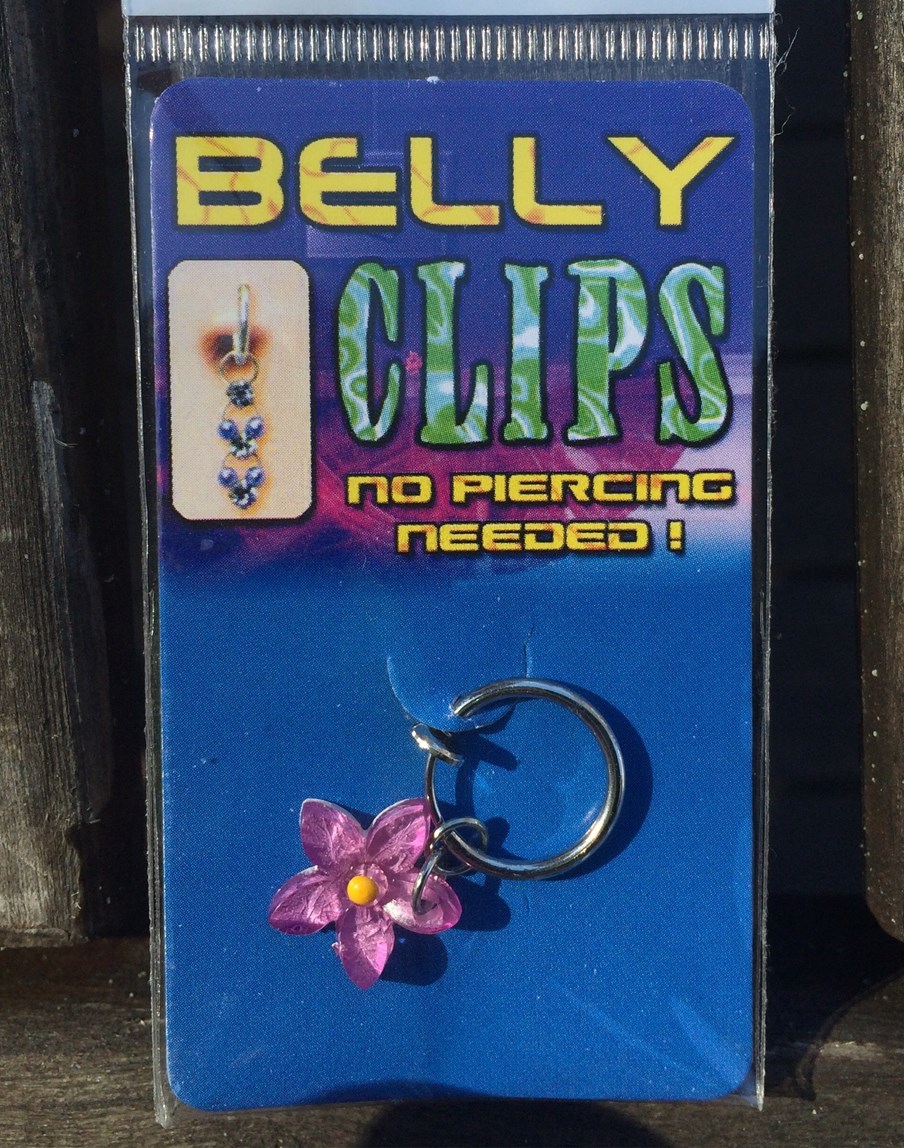 BELLY
CLIPS
NO PIERCING
NEEDED !